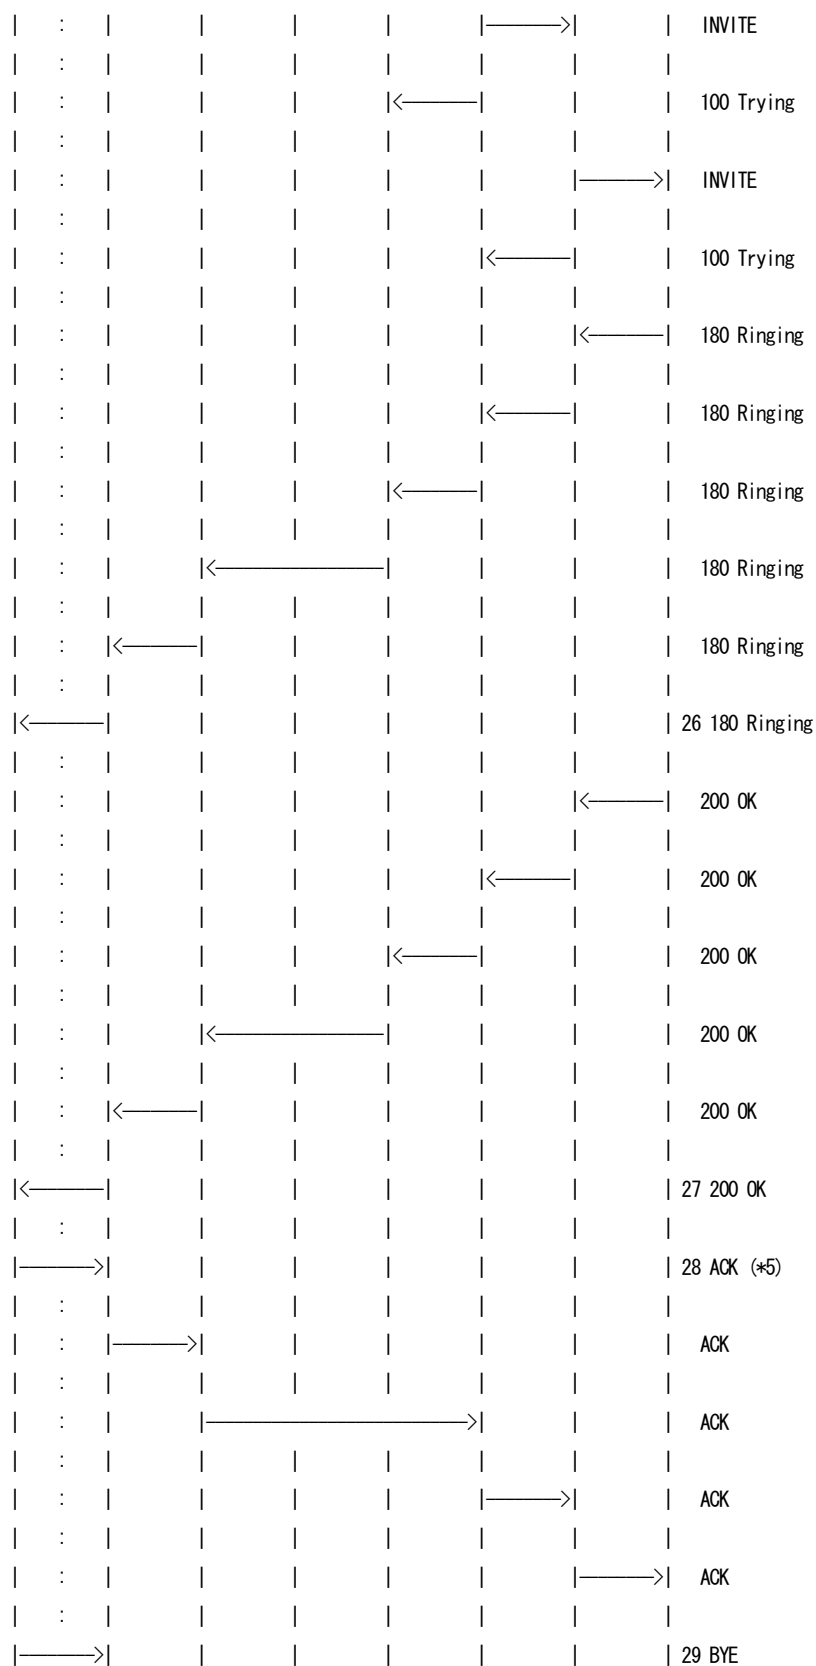 INVITE
100 Trying
INVITE
100 Trying
180 Ringing
180 Ringing
180 Ringing
180 Ringing
180 Ringing
26 180 Ringing
200 OK
200 OK
200 OK
200 OK
200 OK
27 200 OK
28 ACK (*5)
ACK
ACK
ACK
ACK
29 BYE